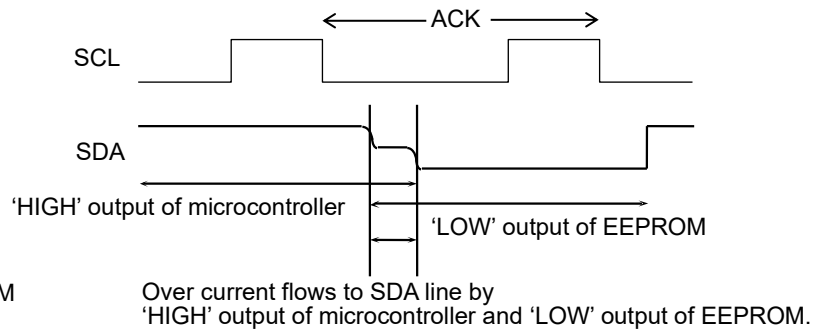 ACK
SCL
SDA
‘HIGH’ output of microcontroller
‘LOW’ output of EEPROM
Over current flows to SDA line by
‘HIGH’ output of microcontroller and ‘LOW’ output of EEPROM.